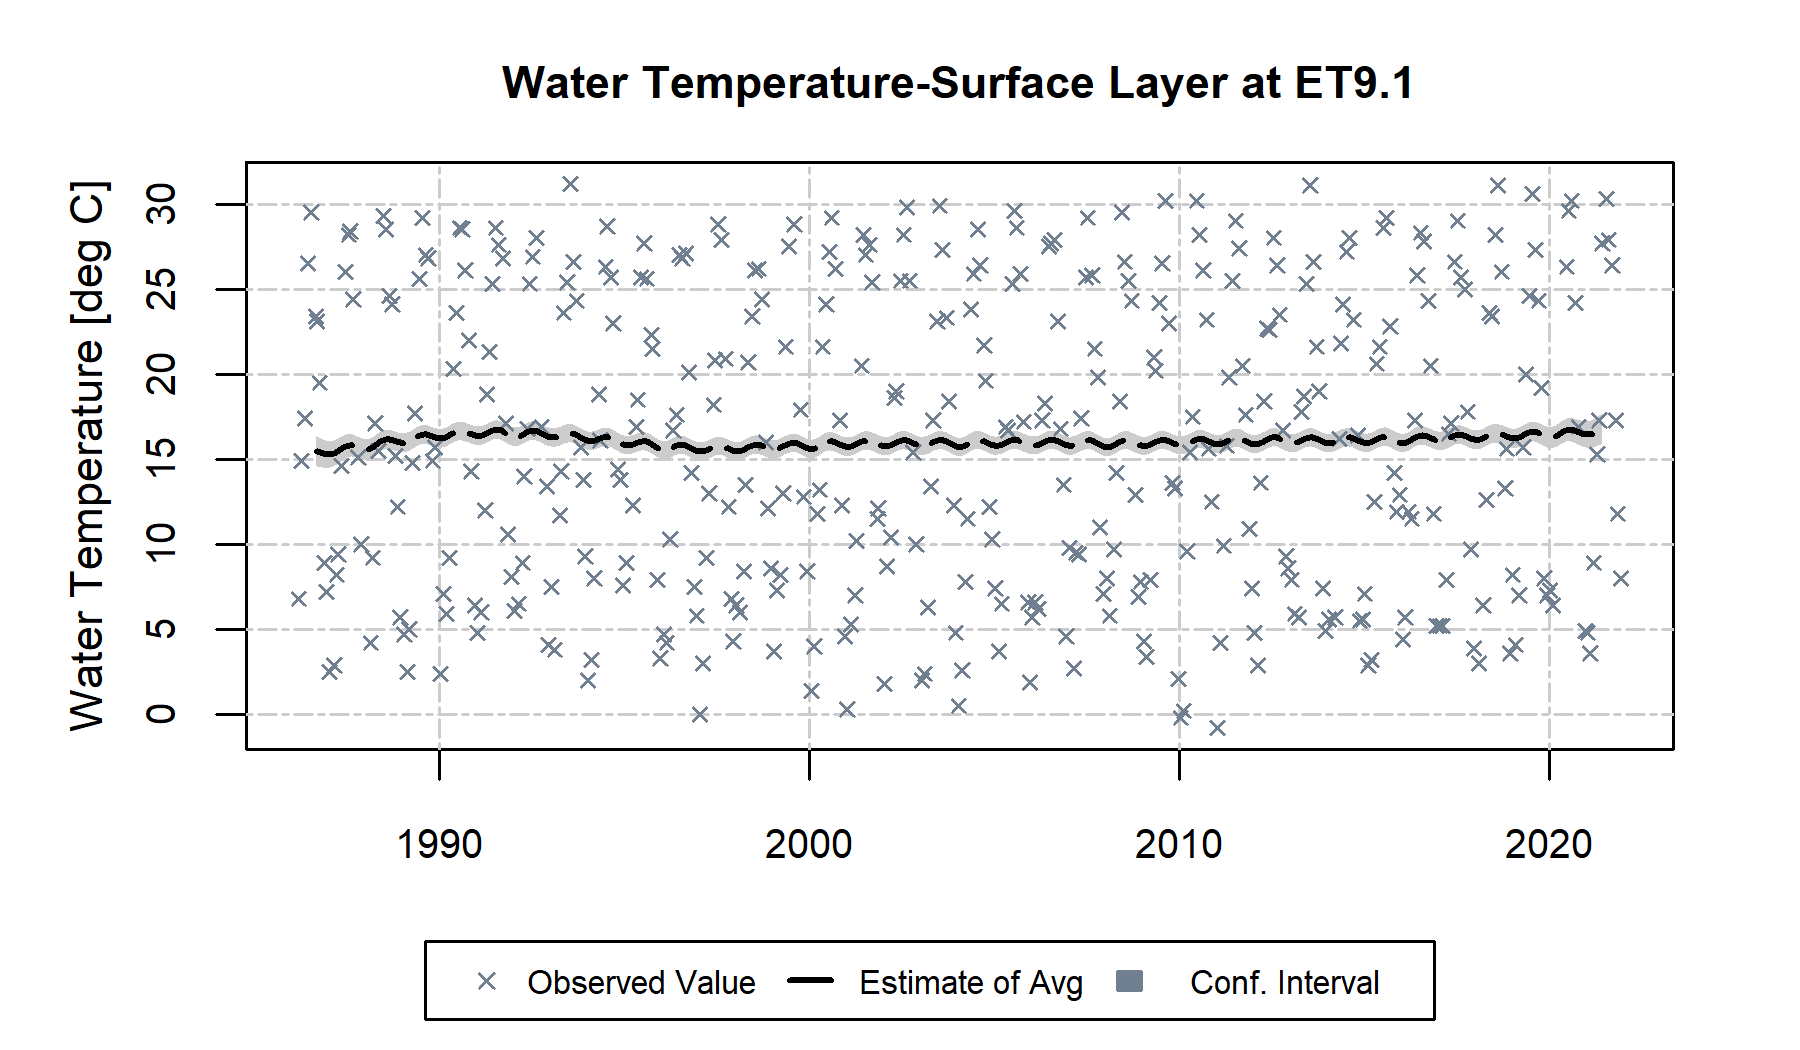 Water Temperature-Surface Layer at ET9.1
Water Temperature [deg C]
30
25
20
15
10
5
0
1990 2000 2010 2020
Observed Value Estimate of Avg Conf. Interval